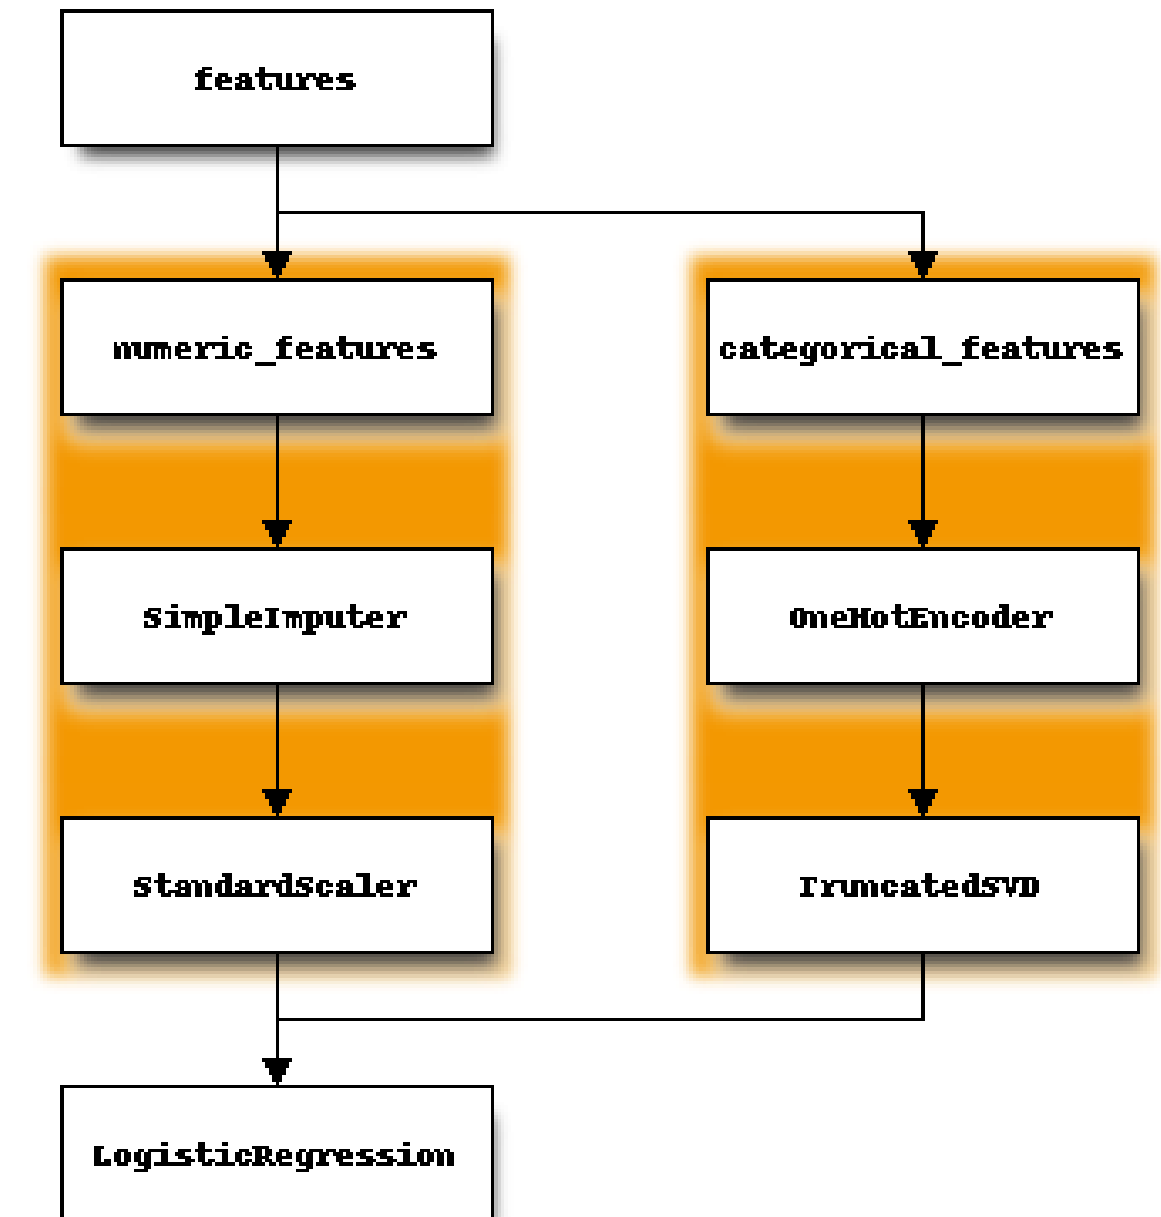 features
numeric_features
categorical_features
SimpleImputer
OneHotEncoder
StandardScaler
TruncatedSVD
LogisticRegression